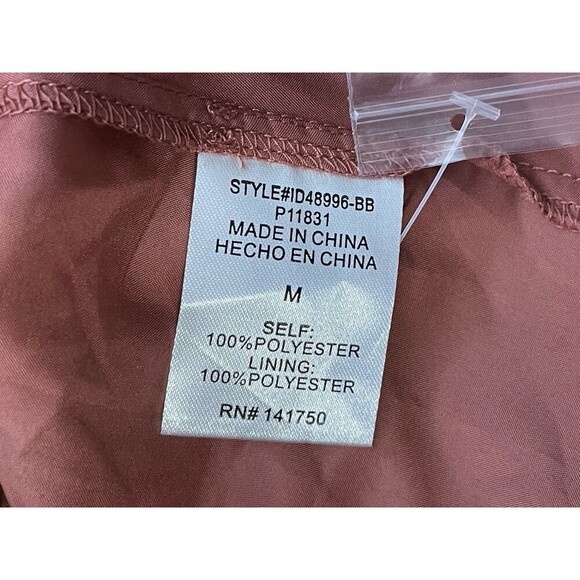 STYLE#ID48996-BB
P11831
MADE IN CHINA
HECHO EN CHINA
M
SELF:
100%POLYESTER
LINING:
100%POLYESTER
RN# 141750